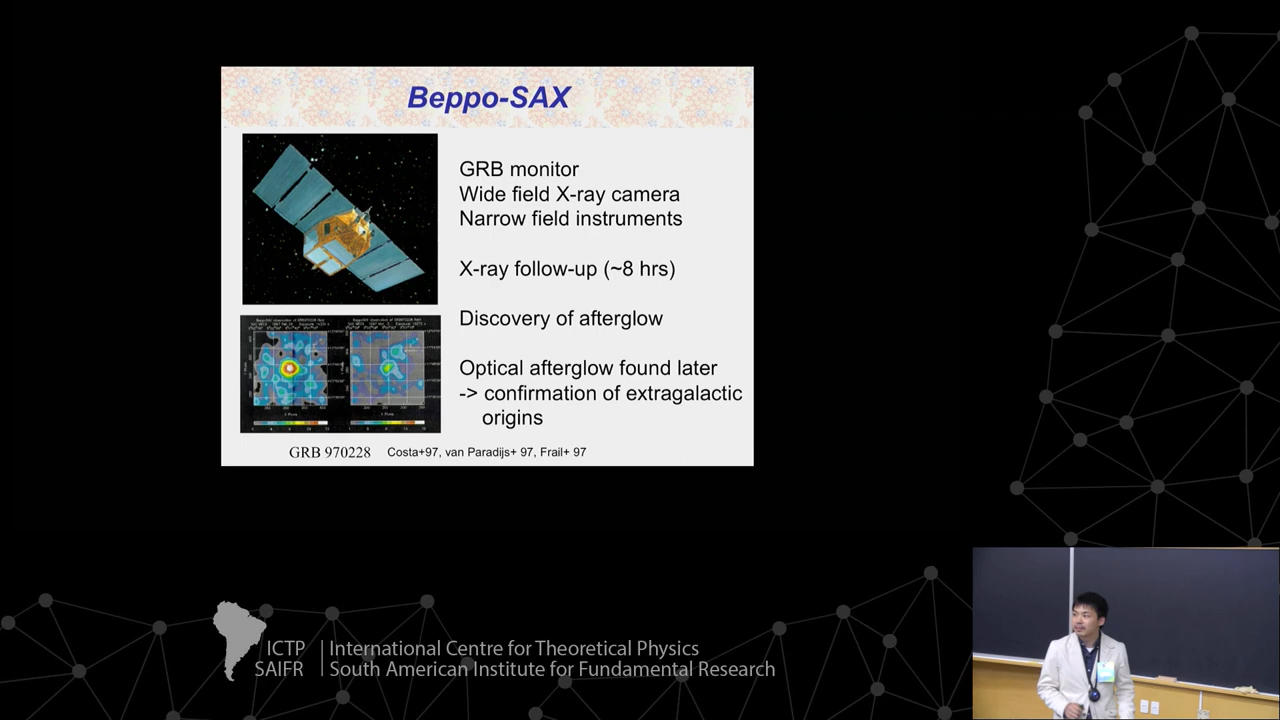 Beppo-SAX
GRB monitor
Wide field X-ray camera
Narrow field instruments
X-ray follow-up (~8 hrs)
Discovery of afterglow
Optical afterglow found later
-> confirmation of extragalactic
origins
GRB 970228
Costa+97, van Paradijs+ 97, Frail+ 97
ICTP
SAIFR
International Centre for Theoretical Physics
South American Institute for Fundamental Research